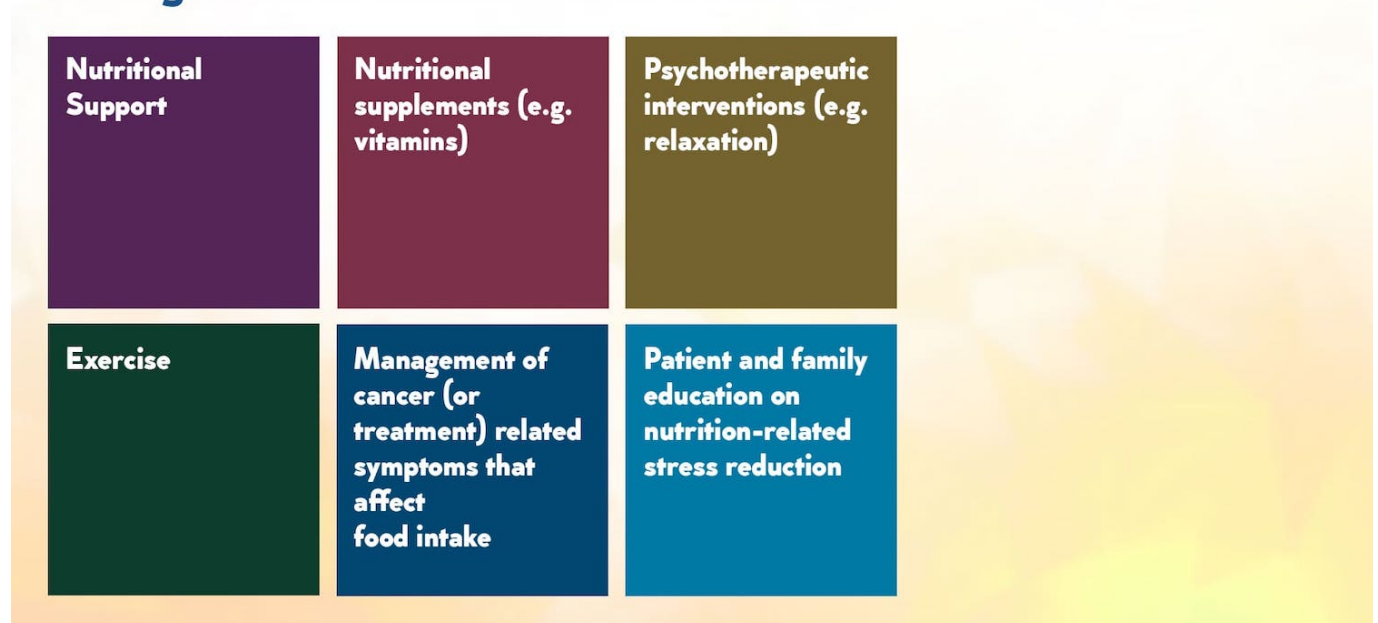 Nutritional
Support
Nutritional
supplements (e.g.
vitamins)
Psychotherapeutic
interventions (e.g.
relaxation)
Exercise
Management of
cancer (or
treatment) related
symptoms that
affect
food intake
Patient and family
education on
nutrition-related
stress reduction